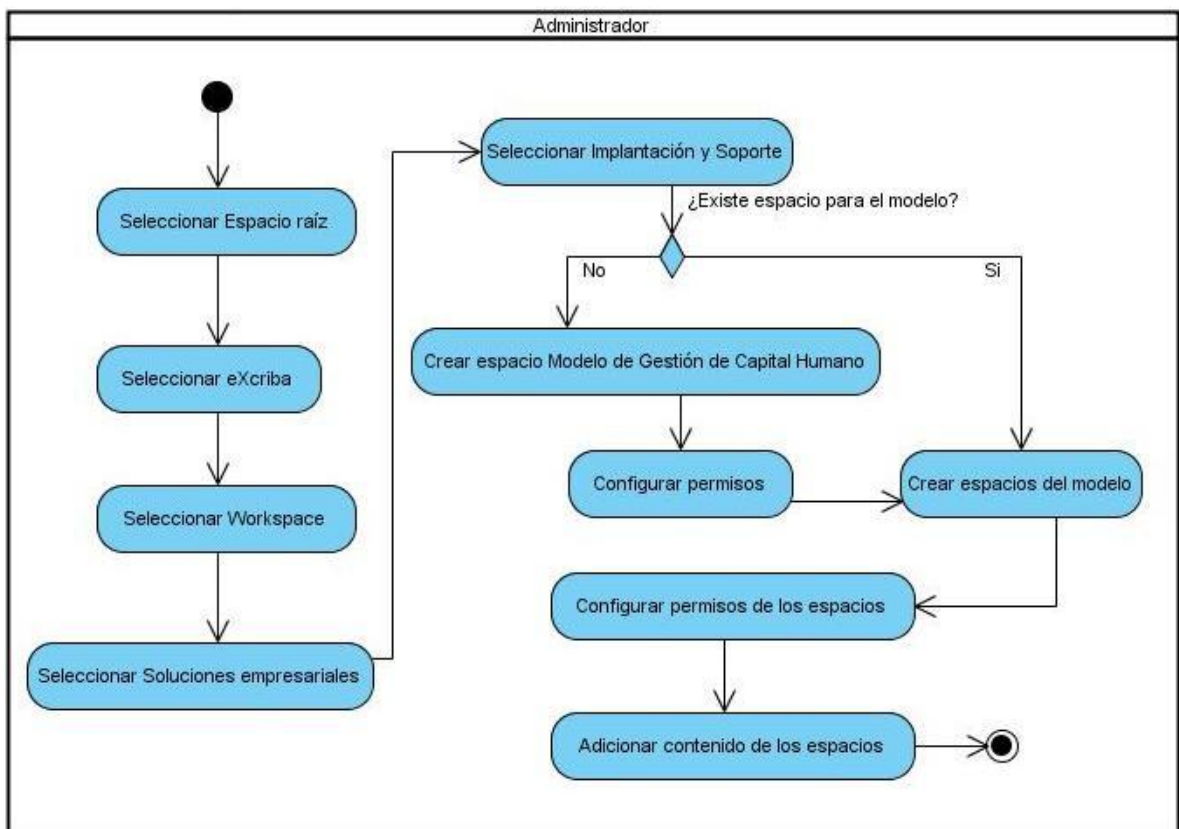 Administrador
Seleccionar Espacio raíz
Seleccionar eXcriba
Seleccionar Workspace
Seleccionar Soluciones empresariales
Seleccionar Implantación y Soporte
¿Existe espacio para el modelo?
No
Si
Crear espacio Modelo de Gestión de Capital Humano
Configurar permisos
Crear espacios del modelo
Configurar permisos de los espacios
Adicionar contenido de los espacios